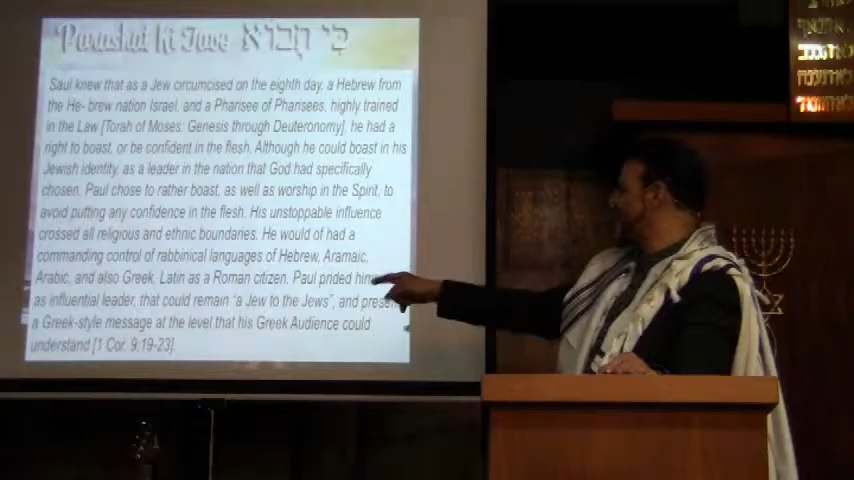 Parashat Ki Tavo כי תבוא
Saul knew that as a Jew circumcised on the eighth day, a Hebrew from
the He- brew nation Israel, and a Pharisee of Pharisees, highly trained
in the Law [Torah of Moses: Genesis through Deuteronomy], he had a
right to boast, or be confident in the flesh. Although he could boast in his
Jewish identity, as a leader in the nation that God had specifically
chosen. Paul chose to rather boast, as well as worship in the Spirit, to
avoid putting any confidence in the flesh. His unstoppable influence
crossed all religious and ethnic boundaries. He would of had a
commanding control of rabbinical languages of Hebrew, Aramaic,
Arabic, and also Greek, Latin as a Roman citizen. Paul prided
as influential leader, that could remain “a Jew to the Jews”, and
a Greek-style message at the level that his Greek Audience could
understand [1 Cor. 9,19-23].